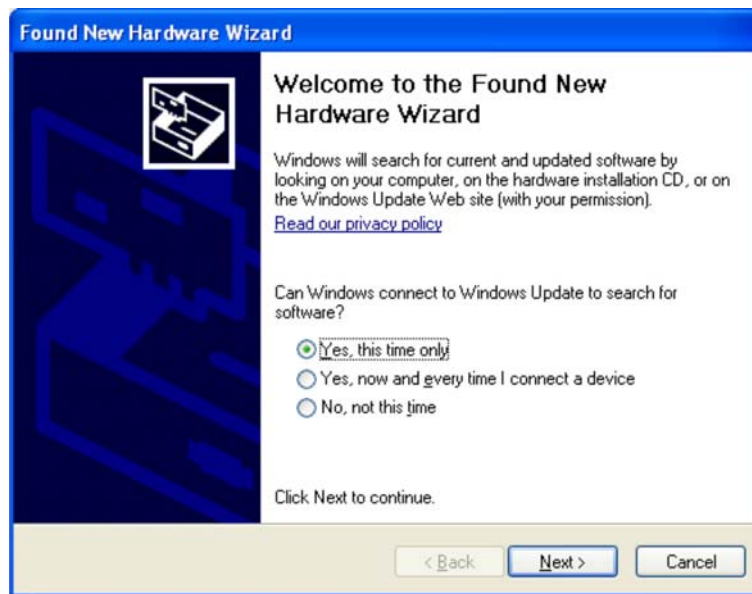 Found New Hardware Wizard
Welcome to the Found New
Hardware Wizard
Windows will search for current and updated software by
looking on your computer, on the hardware installation CD, or on
the Windows Update Web site (with your permission).
Read our privacy policy
Can Windows connect to Windows Update to search for
software?
Yes, this time only
Yes, now and every time I connect a device
No, not this time
Click Next to continue.
< Back
Next >
Cancel